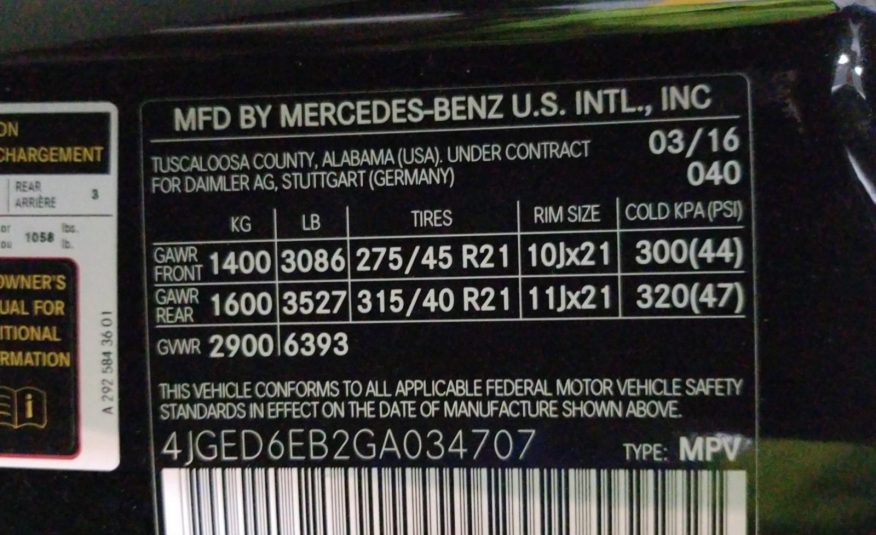 ON
CHARGEMENT
REAR
ARRIÈRE 3
or 1058 lbs.
ou lb.
OWNER'S
UAL FOR
ITIONAL
RMATION
i
A 292 584 36 01
MFD BY MERCEDES-BENZ U.S. INTL., INC
TUSCALOOSA COUNTY, ALABAMA (USA). UNDER CONTRACT 03/16
FOR DAIMLER AG, STUTTGART (GERMANY) 040
KG LB TIRES RIM SIZE COLD KPA (PSI)
GAWR FRONT 1400 3086 275/45 R21 10Jx21 300(44)
GAWR REAR 1600 3527 315/40 R21 11Jx21 320(47)
GVWR 2900 6393
THIS VEHICLE CONFORMS TO ALL APPLICABLE FEDERAL MOTOR VEHICLE SAFETY
STANDARDS IN EFFECT ON THE DATE OF MANUFACTURE SHOWN ABOVE.
4JGED6EB2GA034707 TYPE: MPV